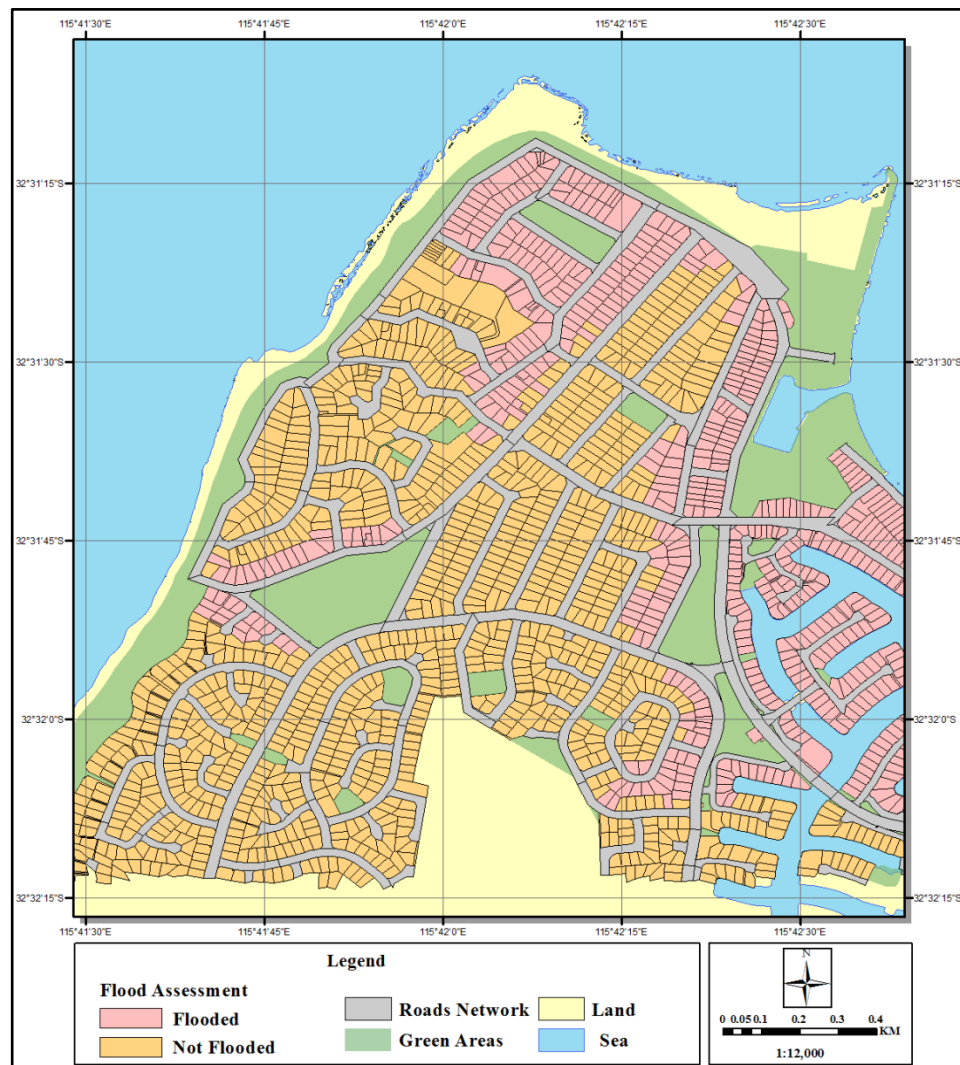 115°41'30"E 115°41'45"E 115°42'0"E 115°42'15"E 115°42'30"E
32°31'15"S 32°31'15"S
32°31'30"S 32°31'30"S
32°31'45"S 32°31'45"S
32°32'0"S 32°32'0"S
32°32'15"S 32°32'15"S
115°41'30"E 115°41'45"E 115°42'0"E 115°42'15"E 115°42'30"E
Legend
Flood Assessment
Flooded
Not Flooded
Roads Network
Green Areas
Land
Sea
N
0 0.05 0.1 0.2 0.3 0.4
KM
1:12,000